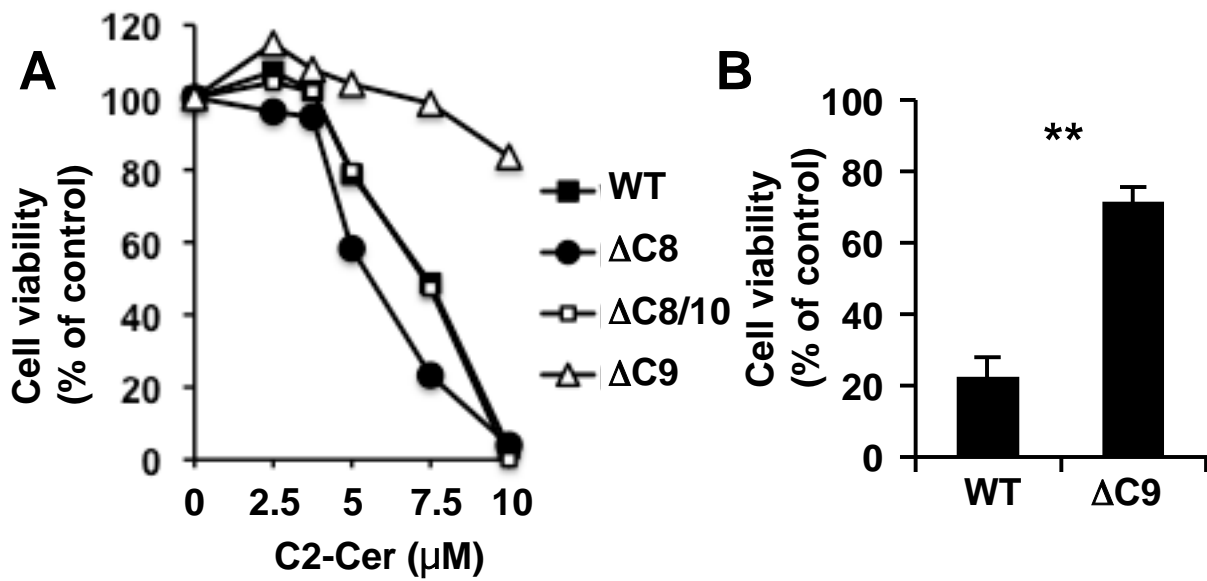 A
Cell viability
(% of control)
120
100
80
60
40
20
0
0 2.5 5 7.5 10
C2-Cer (μM)
WT
ΔC8
ΔC8/10
ΔC9
B
Cell viability
(% of control)
100
80
60
40
20
0
**
WT ΔC9